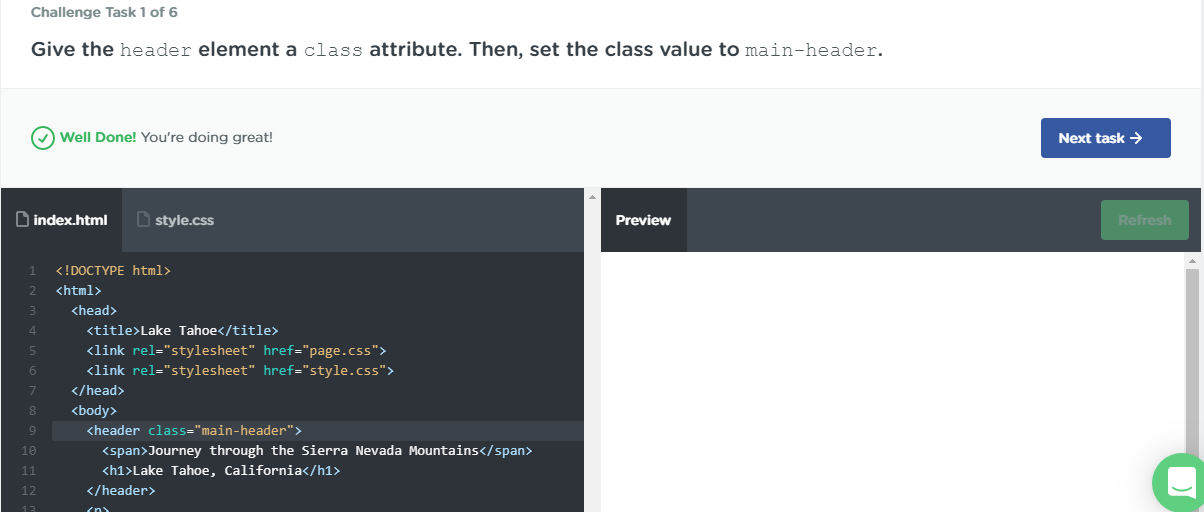 Challenge Task 1 of 6
Give the header element a class attribute. Then, set the class value to main-header.
Well Done! You're doing great!
Next task →
index.html
style.css
Preview
Refresh
1 <!DOCTYPE html>
2 <html>
3 <head>
4 <title>Lake Tahoe</title>
5 <link rel="stylesheet" href="page.css">
6 <link rel="stylesheet" href="style.css">
7 </head>
8 <body>
9 <header class="main-header">
10 <span>Journey through the Sierra Nevada Mountains</span>
11 <h1>Lake Tahoe, California</h1>
12 </header>
13 <p>